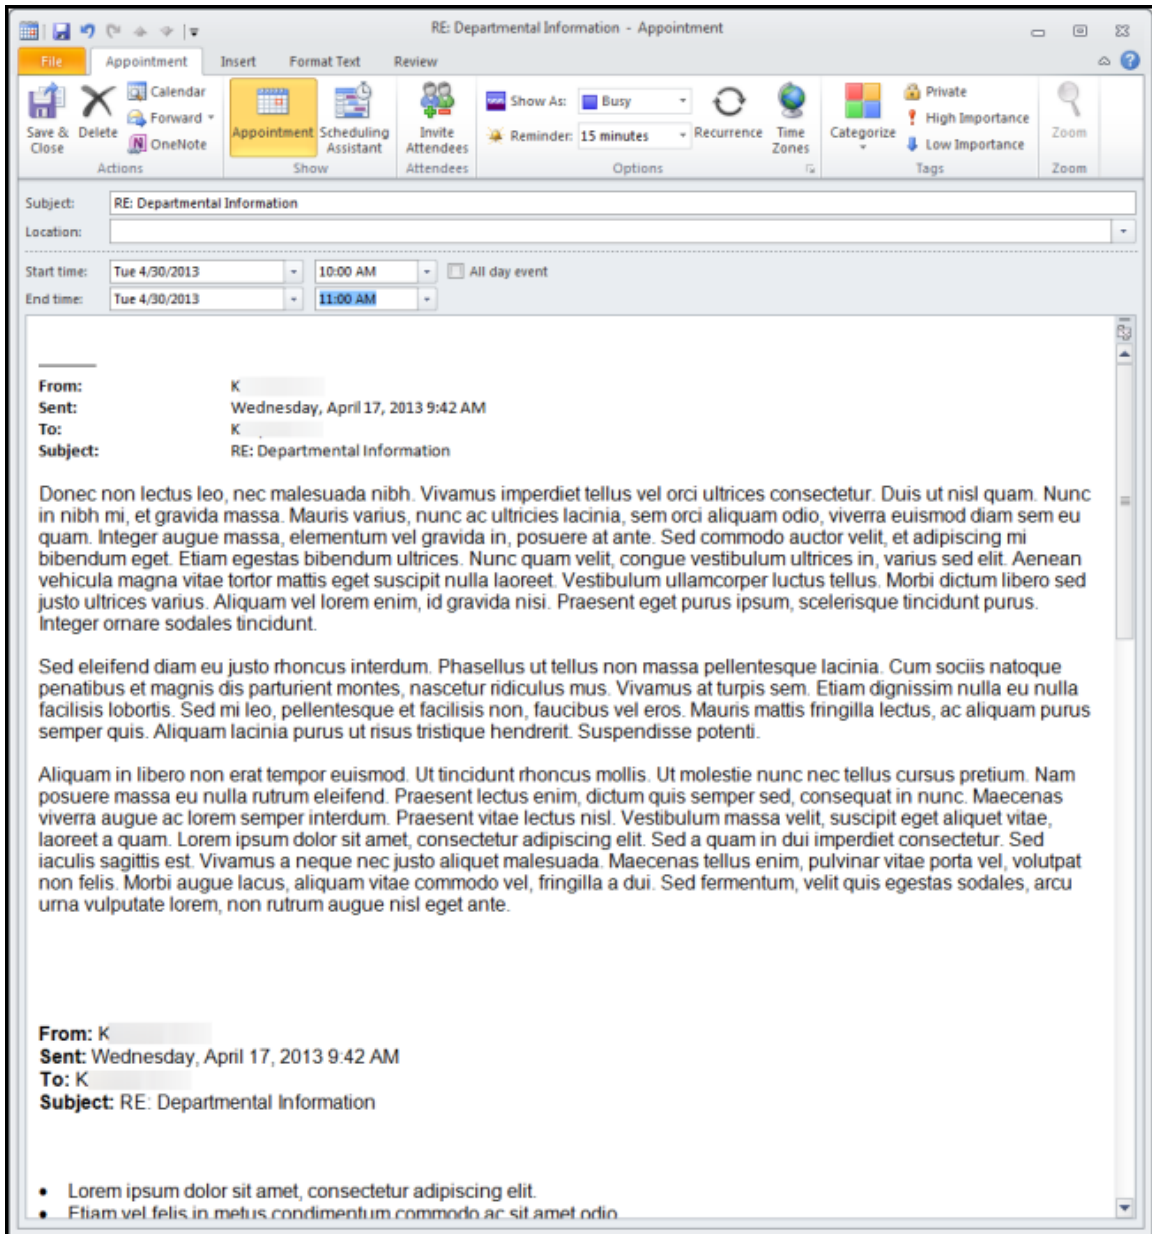 RE: Departmental Information - Appointment
File Appointment Insert Format Text Review
Save & Close
Delete
Calendar
Forward
OneNote
Actions
Appointment
Scheduling Assistant
Show
Invite Attendees
Attendees
Show As: Busy
Reminder: 15 minutes
Recurrence
Time Zones
Options
Categorize
Private
High Importance
Low Importance
Tags
Zoom
Zoom
Subject: RE: Departmental Information
Location:
Start time: Tue 4/30/2013 10:00 AM All day event
End time: Tue 4/30/2013 11:00 AM
From: K
Sent: Wednesday, April 17, 2013 9:42 AM
To: K
Subject: RE: Departmental Information
Donec non lectus leo, nec malesuada nibh. Vivamus imperdiet tellus vel orci ultrices consectetur. Duis ut nisl quam. Nunc
in nibh mi, et gravida massa. Mauris varius, nunc ac ultricies lacinia, sem orci aliquam odio, viverra euismod diam sem eu
quam. Integer augue massa, elementum vel gravida in, posuere at ante. Sed commodo auctor velit, et adipiscing mi
bibendum eget. Etiam egestas bibendum ultrices. Nunc quam velit, congue vestibulum ultrices in, varius sed elit. Aenean
vehicula magna vitae tortor mattis eget suscipit nulla laoreet. Vestibulum ullamcorper luctus tellus. Morbi dictum libero sed
justo ultrices varius. Aliquam vel lorem enim, id gravida nisi. Praesent eget purus ipsum, scelerisque tincidunt purus.
Integer ornare sodales tincidunt.
Sed eleifend diam eu justo rhoncus interdum. Phasellus ut tellus non massa pellentesque lacinia. Cum sociis natoque
penatibus et magnis dis parturient montes, nascetur ridiculus mus. Vivamus at turpis sem. Etiam dignissim nulla eu nulla
facilisis lobortis. Sed mi leo, pellentesque et facilisis non, faucibus vel eros. Mauris mattis fringilla lectus, ac aliquam purus
semper quis. Aliquam lacinia purus ut risus tristique hendrerit. Suspendisse potenti.
Aliquam in libero non erat tempor euismod. Ut tincidunt rhoncus mollis. Ut molestie nunc nec tellus cursus pretium. Nam
posuere massa eu nulla rutrum eleifend. Praesent lectus enim, dictum quis semper sed, consequat in nunc. Maecenas
viverra augue ac lorem semper interdum. Praesent vitae lectus nisl. Vestibulum massa velit, suscipit eget aliquet vitae,
laoreet a quam. Lorem ipsum dolor sit amet, consectetur adipiscing elit. Sed a quam in dui imperdiet consectetur. Sed
iaculis sagittis est. Vivamus a neque nec justo aliquet malesuada. Maecenas tellus enim, pulvinar vitae porta vel, volutpat
non felis. Morbi augue lacus, aliquam vitae commodo vel, fringilla a dui. Sed fermentum, velit quis egestas sodales, arcu
urna vulputate lorem, non rutrum augue nisl eget ante.
From: K
Sent: Wednesday, April 17, 2013 9:42 AM
To: K
Subject: RE: Departmental Information
• Lorem ipsum dolor sit amet, consectetur adipiscing elit.
• Etiam vel felis in metus condimentum commodo ac sit amet odio